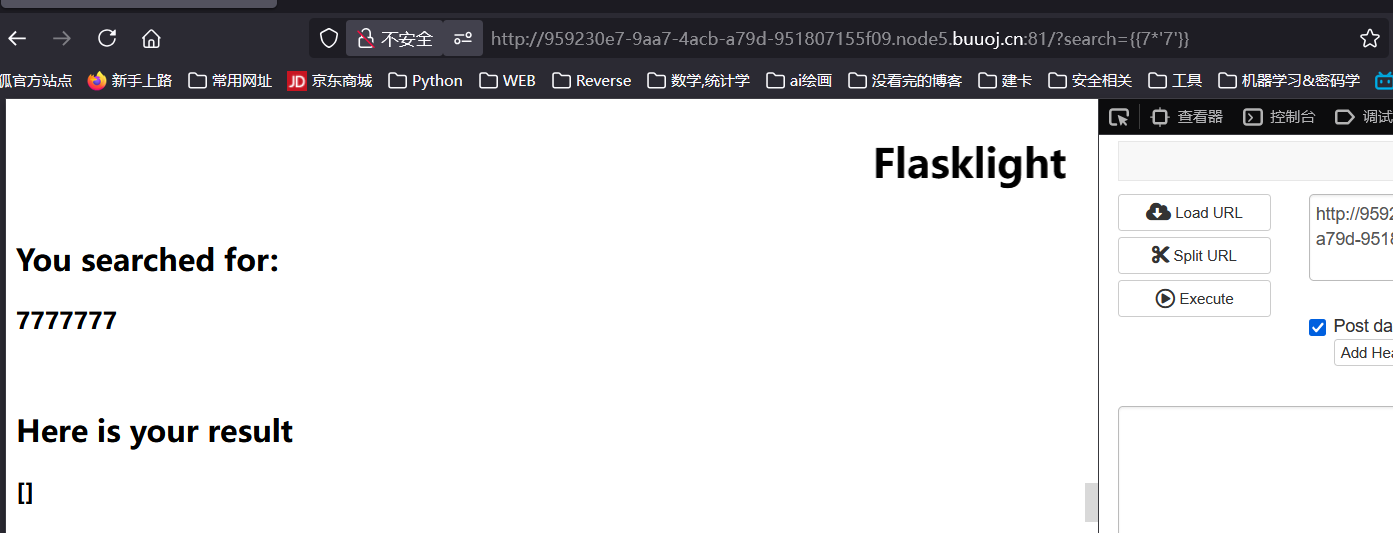 不安全 http://959230e7-9aa7-4acb-a79d-951807155f09.node5.buuoj.cn:81/?search={{7*'7'}}
狐官方站点 新手上路 常用网址 JD 京东商城 Python WEB Reverse 数学,统计学 ai绘画 没看完的博客 建卡 安全相关 工具 机器学习&密码学
查看器 控制台 调试
Flasklight
Load URL
http://9592
a79d-9518
You searched for:
Split URL
Execute
7777777
Post da
Add Hea
Here is your result
[]